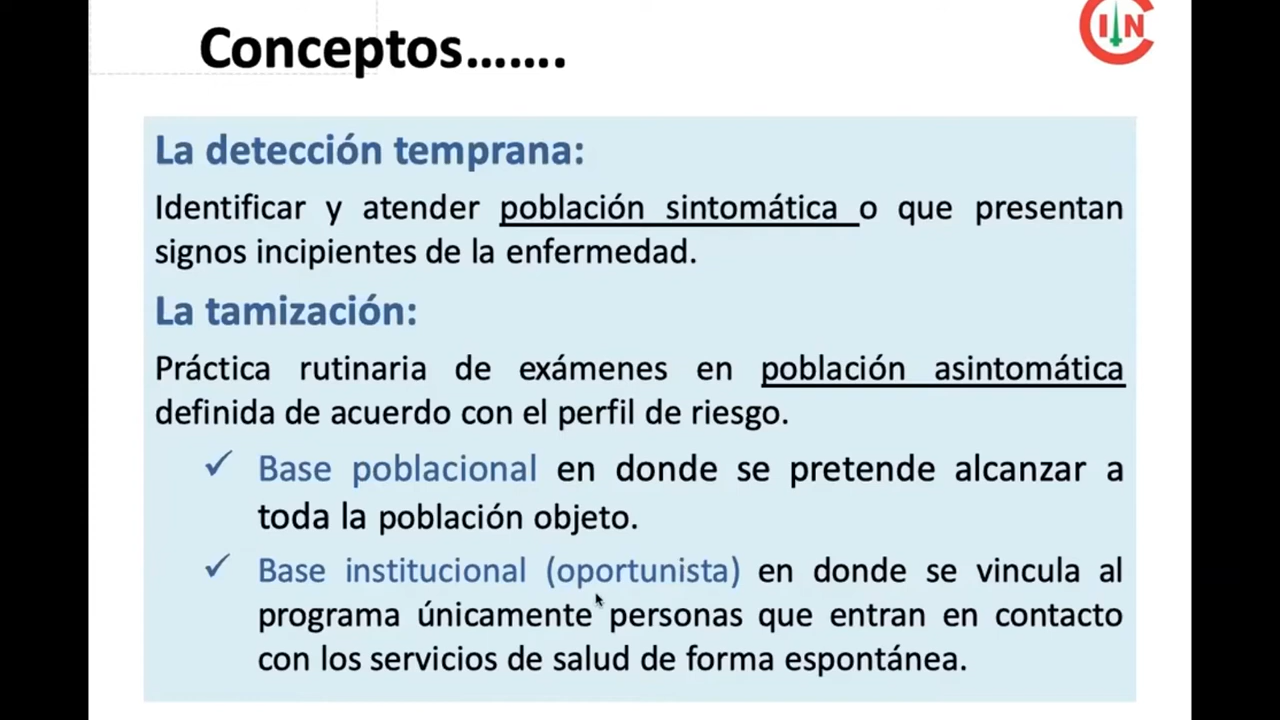 Conceptos.......
CIN
La detección temprana:
Identificar y atender población sintomática o que presentan
signos incipientes de la enfermedad.
La tamización:
Práctica rutinaria de exámenes en población asintomática
definida de acuerdo con el perfil de riesgo.
✓ Base poblacional en donde se pretende alcanzar a
toda la población objeto.
✓ Base institucional (oportunista) en donde se vincula al
programa únicamente personas que entran en contacto
con los servicios de salud de forma espontánea.